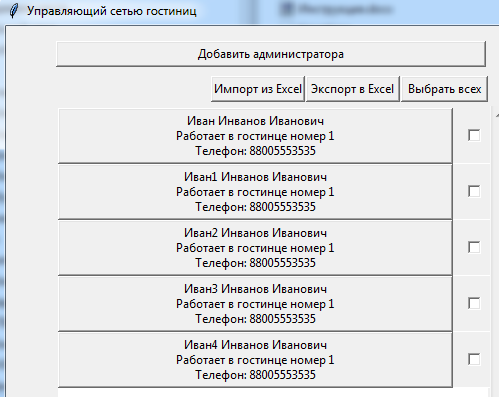 Управляющий сетью гостиниц
Добавить администратора
Импорт из Excel Экспорт в Excel Выбрать всех
Иван Инванов Иванович
Работает в гостинце номер 1
Телефон: 88005553535
Иван1 Инванов Иванович
Работает в гостинце номер 1
Телефон: 88005553535
Иван2 Инванов Иванович
Работает в гостинце номер 1
Телефон: 88005553535
Иван3 Инванов Иванович
Работает в гостинце номер 1
Телефон: 88005553535
Иван4 Инванов Иванович
Работает в гостинце номер 1
Телефон: 88005553535